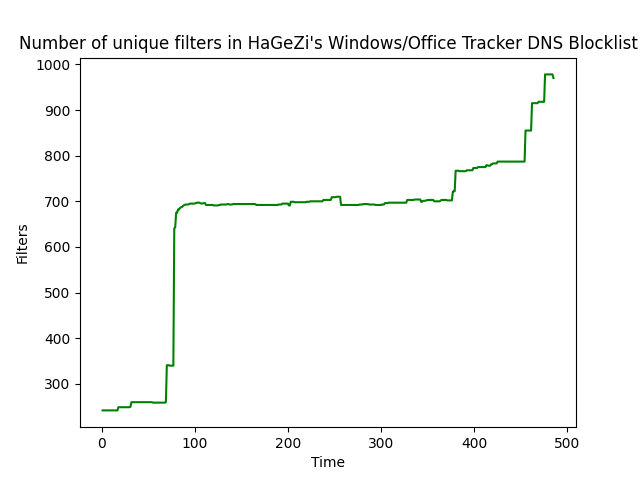 Number of unique filters in HaGeZi's Windows/Office Tracker DNS Blocklist
1000
900
800
700
600
500
400
300
Filters
0 100 200 300 400 500
Time